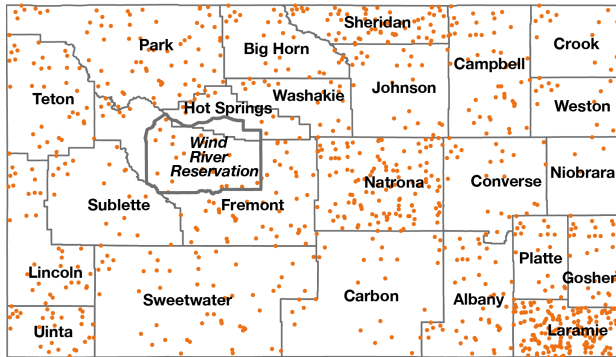 Sheridan
Park
Big Horn
Crook
Campbell
Johnson
Teton
Washakie
Hot Springs
Weston
Wind
River
Reservation
Niobrara
Natrona
Converse
Sublette
Fremont
Platte
Lincoln
Goshen
Sweetwater
Carbon
Albany
Uinta
Laramie